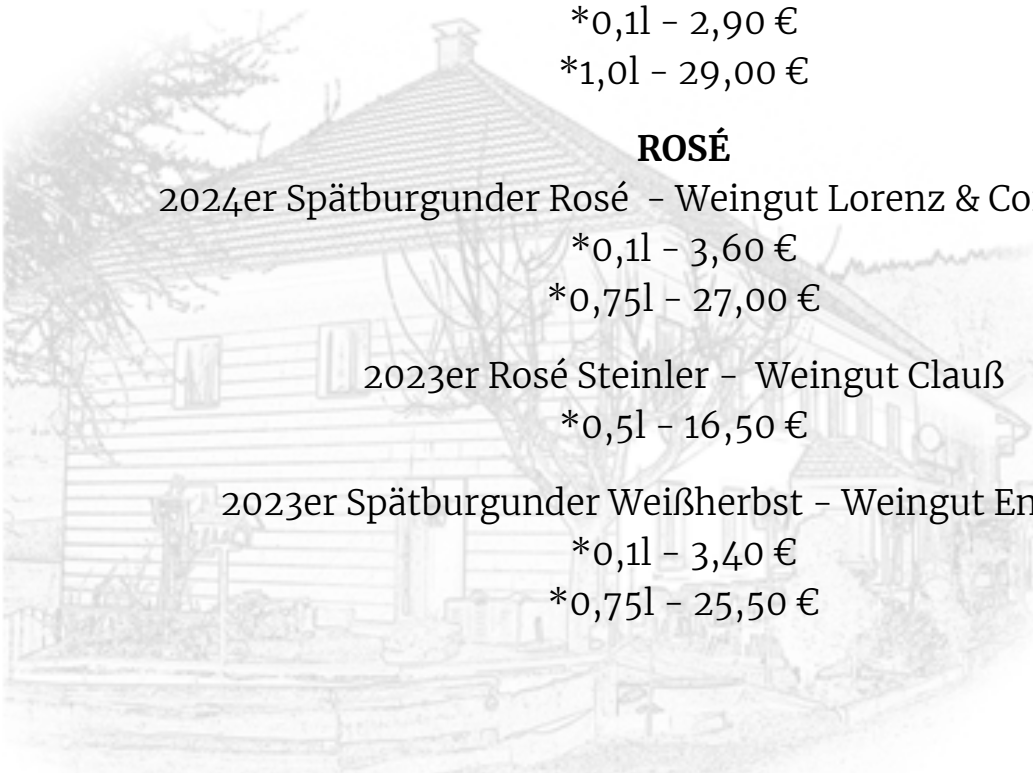 *0,1l - 2,90 €
*1,0l - 29,00 €
ROSÉ
2024er Spätburgunder Rosé - Weingut Lorenz & Co
*0,1l - 3,60 €
*0,75l - 27,00 €
2023er Rosé Steinler - Weingut Clauß
*0,5l - 16,50 €
2023er Spätburgunder Weißherbst - Weingut En
*0,1l - 3,40 €
*0,75l - 25,50 €